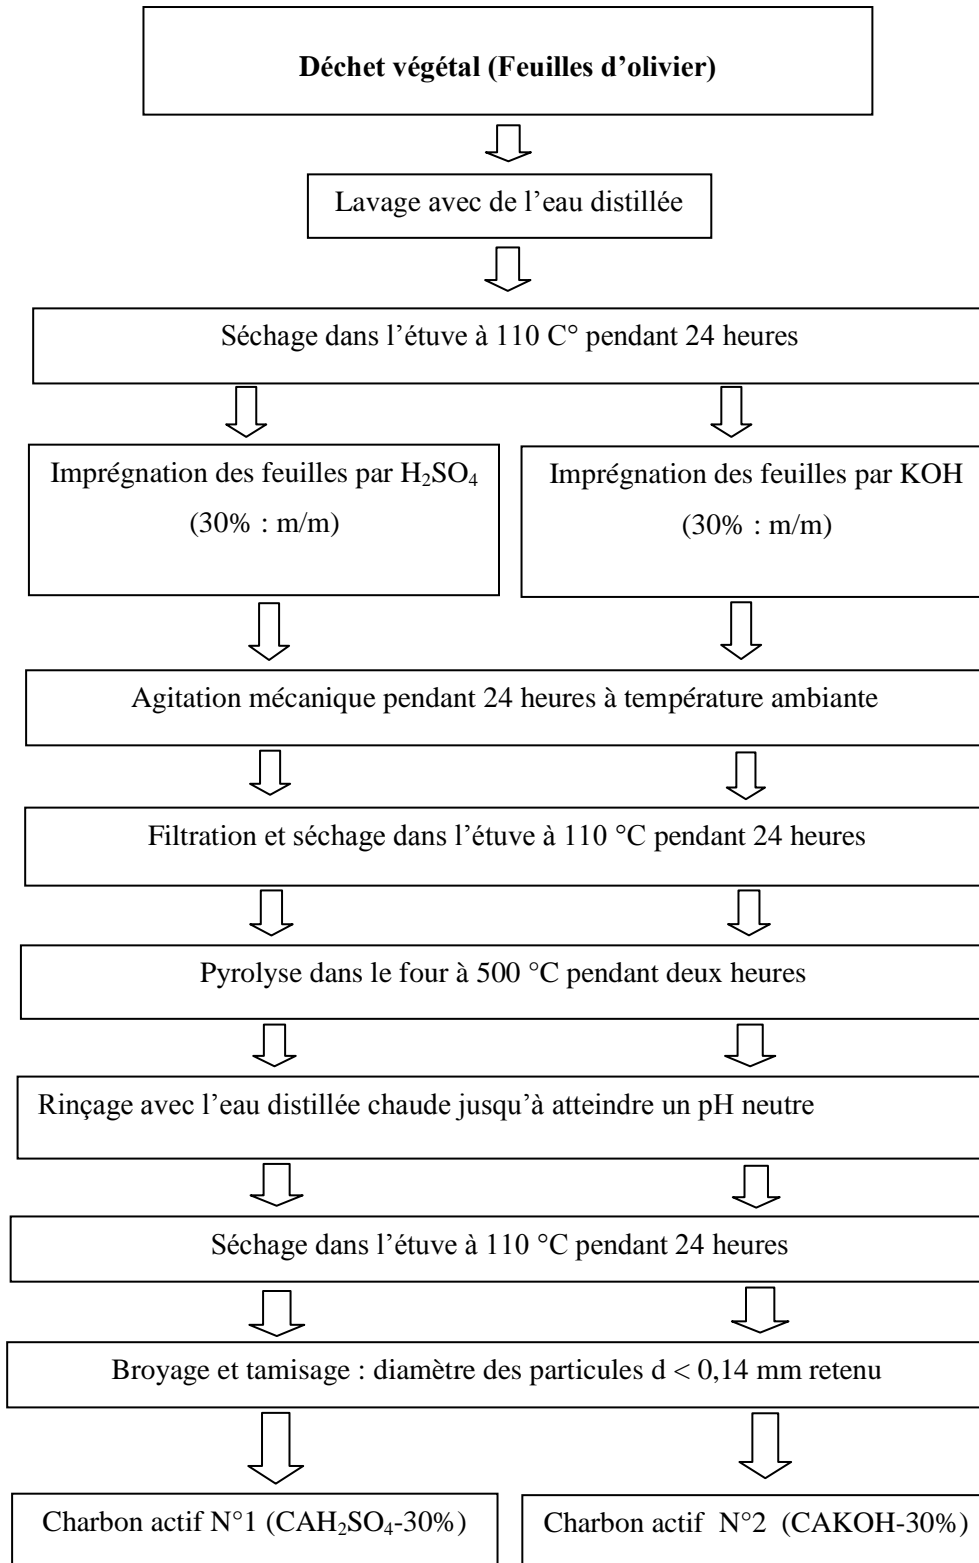 Déchet végétal (Feuilles d’olivier)
Lavage avec de l’eau distillée
Séchage dans l’étuve à 110 C° pendant 24 heures
Imprégnation des feuilles par H₂SO₄
(30% : m/m)
Imprégnation des feuilles par KOH
(30% : m/m)
Agitation mécanique pendant 24 heures à température ambiante
Filtration et séchage dans l’étuve à 110 °C pendant 24 heures
Pyrolyse dans le four à 500 °C pendant deux heures
Rinçage avec l’eau distillée chaude jusqu’à atteindre un pH neutre
Séchage dans l’étuve à 110 °C pendant 24 heures
Broyage et tamisage : diamètre des particules d < 0,14 mm retenu
Charbon actif N°1 (CAH₂SO₄-30%)
Charbon actif N°2 (CAKOH-30%)